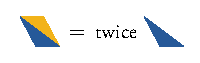 = twice